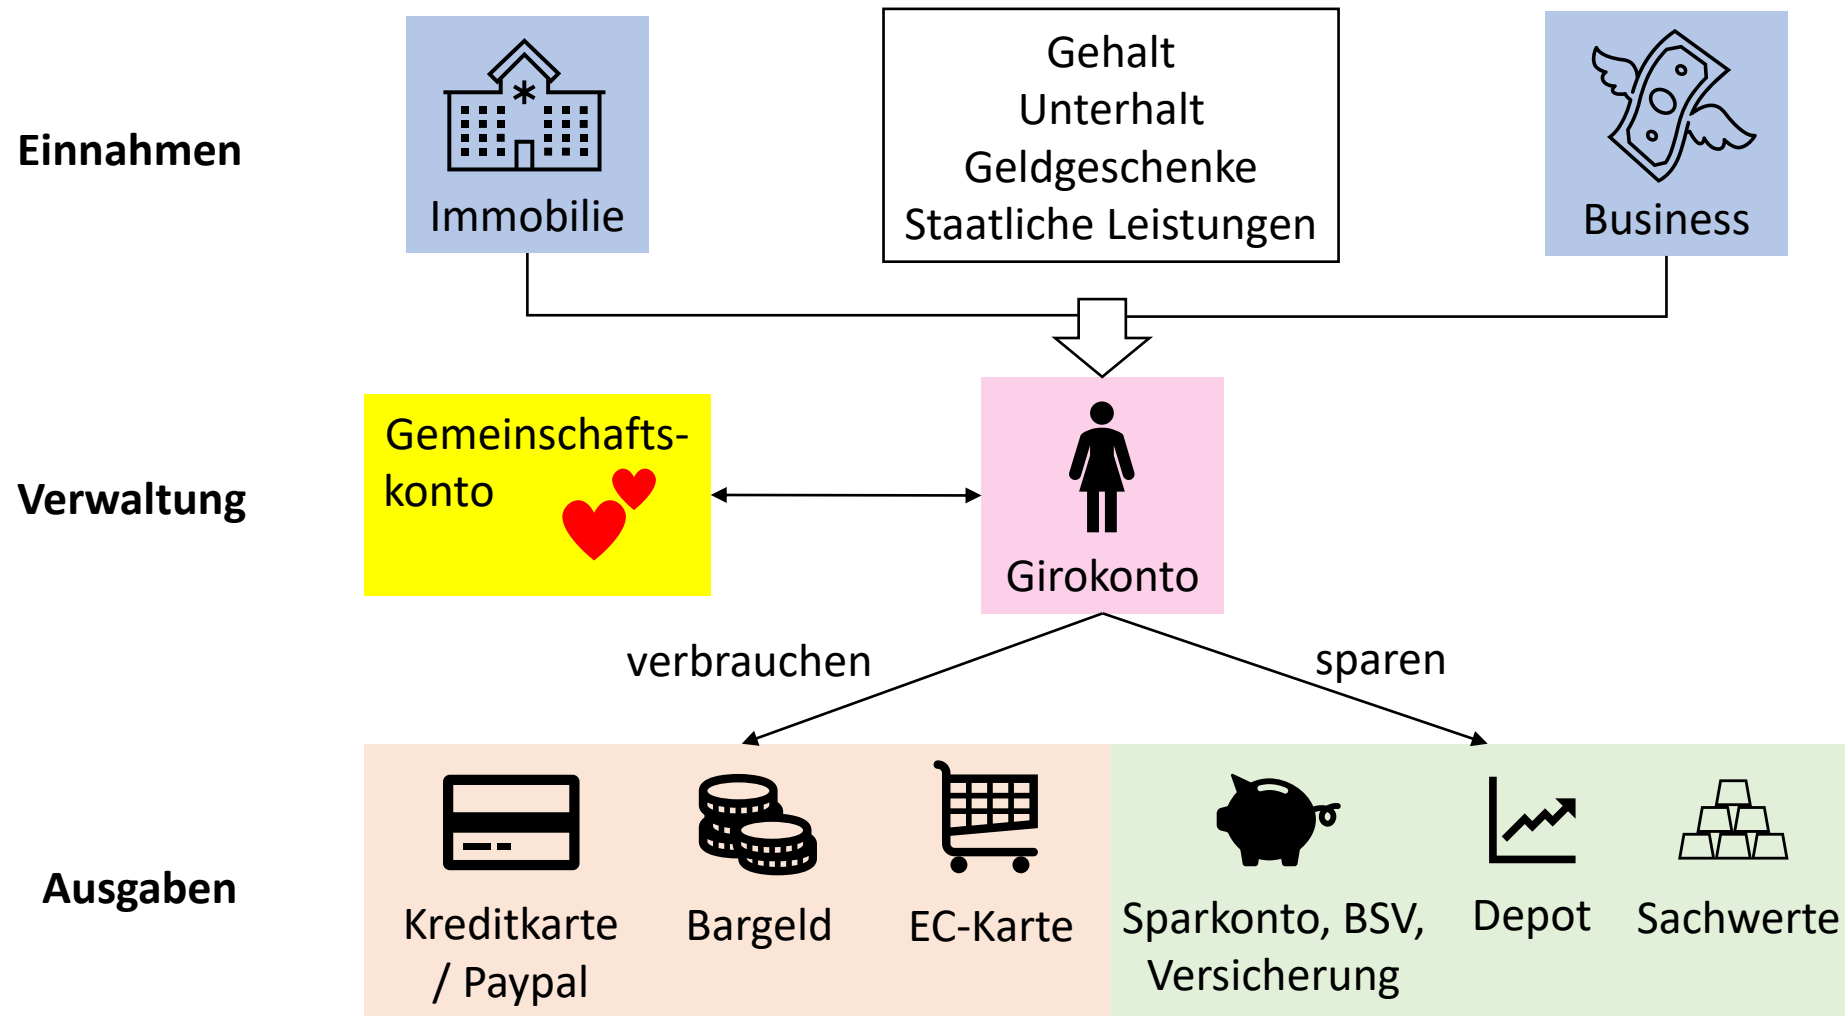 Einnahmen
Immobilie
Gehalt
Unterhalt
Geldgeschenke
Staatliche Leistungen
Business
Verwaltung
Gemeinschafts-
konto
Girokonto
verbrauchen
sparen
Ausgaben
Kreditkarte
/ Paypal
Bargeld
EC-Karte
Sparkonto, BSV,
Versicherung
Depot
Sachwerte